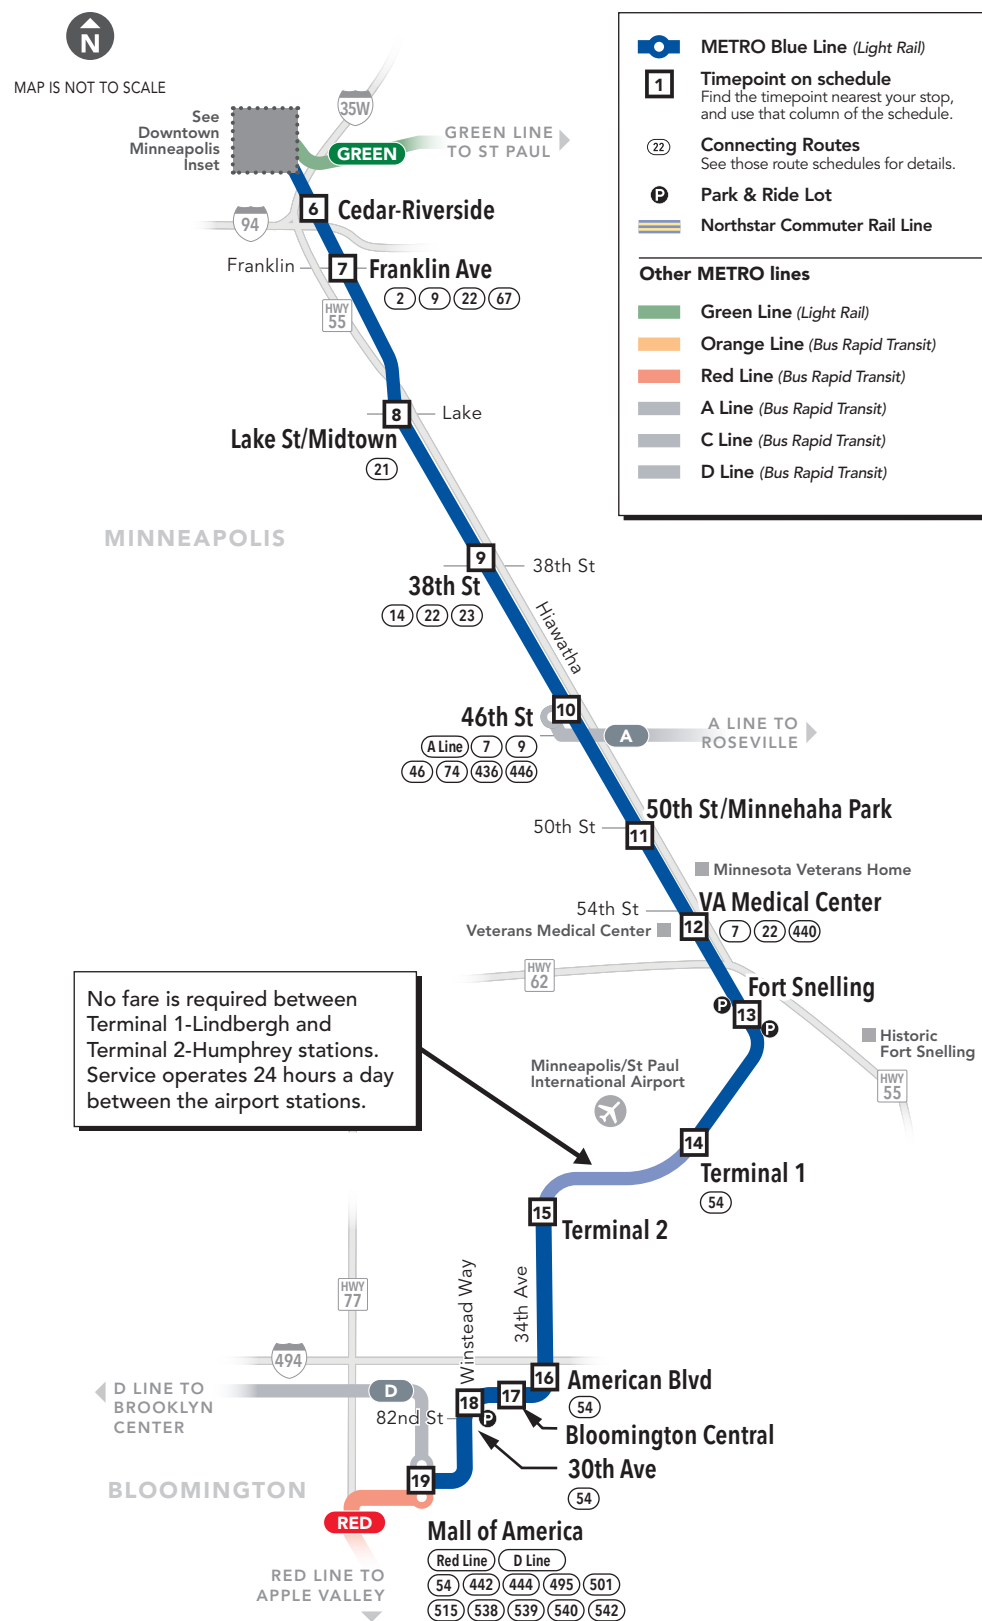 N
MAP IS NOT TO SCALE
See
Downtown
Minneapolis
Inset
35W
GREEN
GREEN LINE
TO ST PAUL
METRO Blue Line (Light Rail)
1
Timepoint on schedule
Find the timepoint nearest your stop,
and use that column of the schedule.
22
Connecting Routes
See those route schedules for details.
P
Park & Ride Lot
Northstar Commuter Rail Line
Other METRO lines
Green Line (Light Rail)
Orange Line (Bus Rapid Transit)
Red Line (Bus Rapid Transit)
A Line (Bus Rapid Transit)
C Line (Bus Rapid Transit)
D Line (Bus Rapid Transit)
94
6
Cedar-Riverside
Franklin
7
Franklin Ave
2 9 22 67
HWY
55
8
Lake
Lake St/Midtown
21
MINNEAPOLIS
9
38th St
38th St
14 22 23
Hiawatha
10
46th St
A Line 7 9
46 74 436 446
A
A LINE TO
ROSEVILLE
50th St/Minnehaha Park
50th St
11
Minnesota Veterans Home
VA Medical Center
54th St
Veterans Medical Center
12
7 22 440
HWY
62
Fort Snelling
P
13
P
Historic
Fort Snelling
HWY
55
No fare is required between
Terminal 1-Lindbergh and
Terminal 2-Humphrey stations.
Service operates 24 hours a day
between the airport stations.
Minneapolis/St Paul
International Airport
14
Terminal 1
54
15
Terminal 2
HWY
77
Winstead Way
34th Ave
494
16
American Blvd
54
D LINE TO
BROOKLYN
CENTER
D
82nd St
18
P
17
Bloomington Central
30th Ave
54
BLOOMINGTON
19
RED
Mall of America
Red Line D Line
54 442 444 495 501
515 538 539 540 542
RED LINE TO
APPLE VALLEY